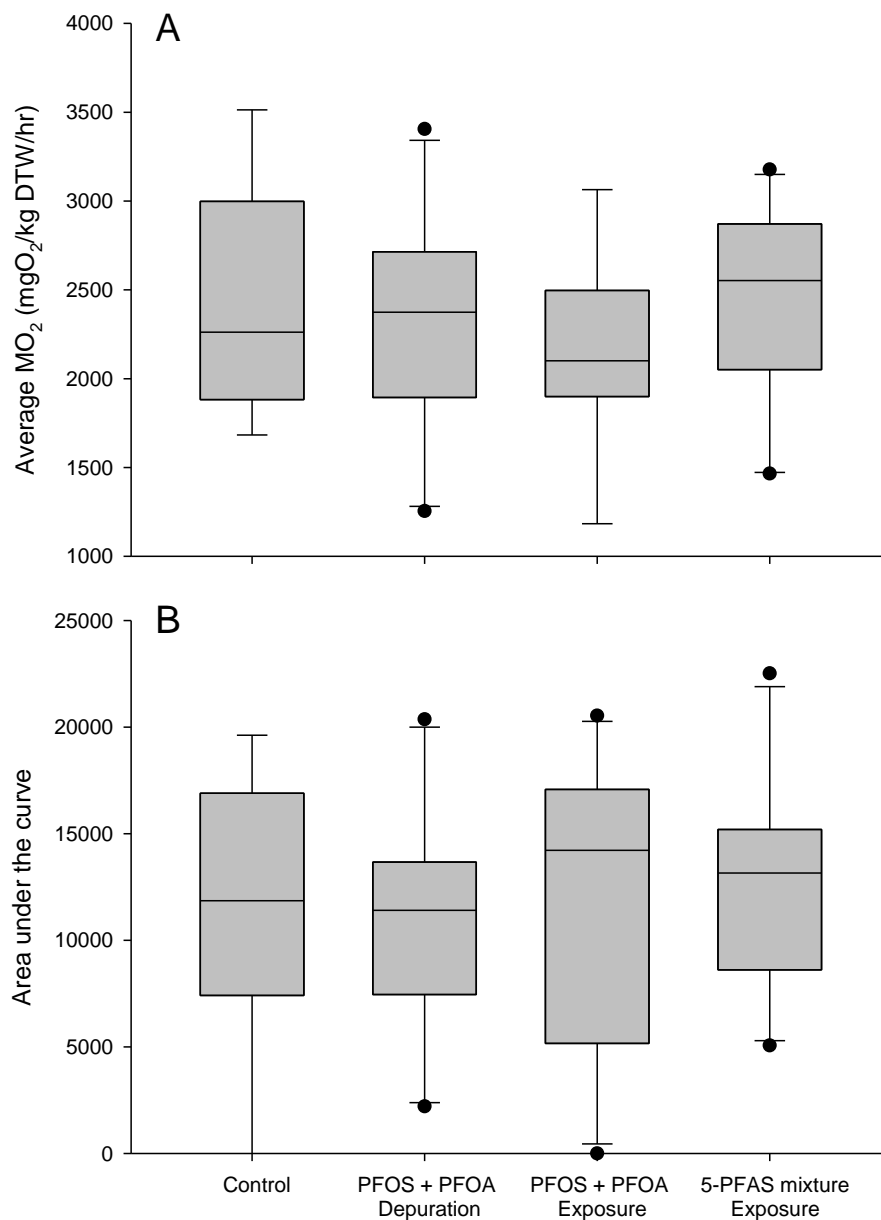 A
4000
3500
3000
2500
2000
1500
1000
Average MO₂ (mgO₂/kg DTW/hr)
B
25000
20000
15000
10000
5000
0
Area under the curve
Control
PFOS + PFOA
Depuration
PFOS + PFOA
Exposure
5-PFAS mixture
Exposure